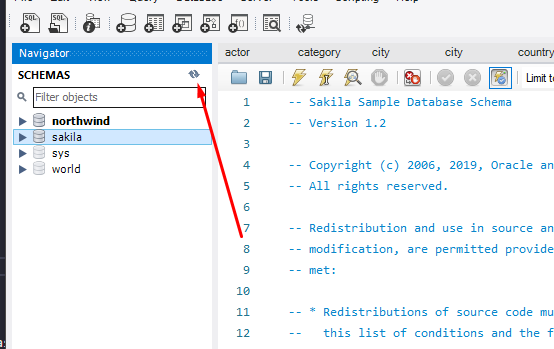 Navigator
SCHEMAS
Filter objects
northwind
sakila
sys
world
actor category city city country
Limit to
1 -- Sakila Sample Database Schema
2 -- Version 1.2
3
4 -- Copyright (c) 2006, 2019, Oracle an
5 -- All rights reserved.
6
7 -- Redistribution and use in source an
8 -- modification, are permitted provide
9 -- met:
10
11 -- * Redistributions of source code mu
12 -- this list of conditions and the f